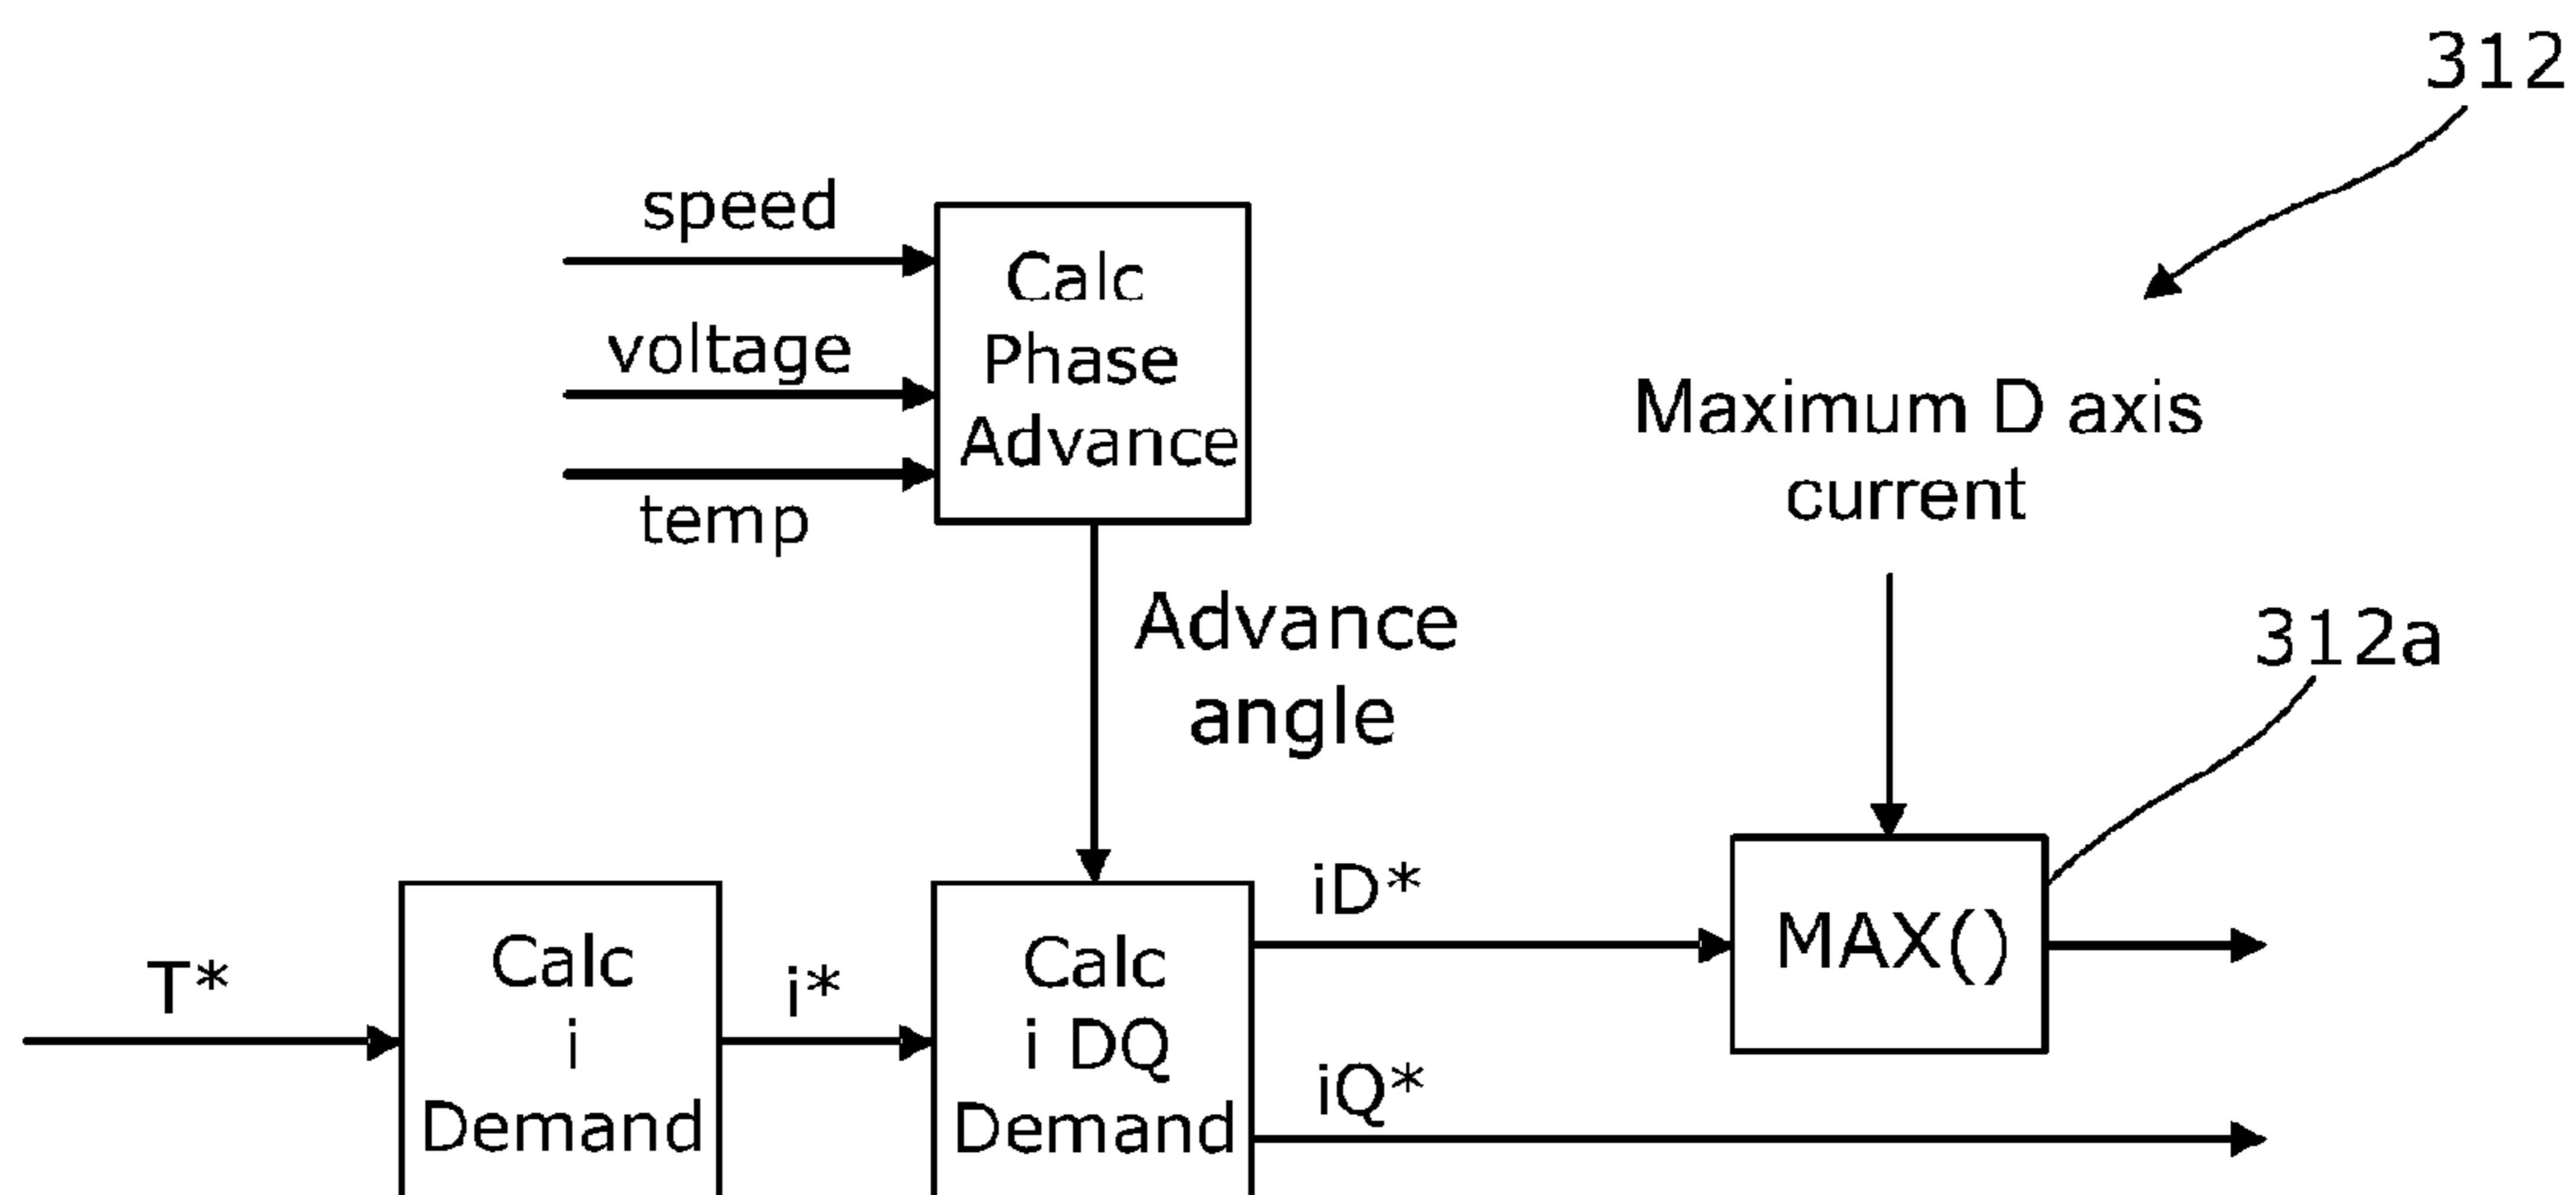 312
speed
voltage
temp
Calc
Phase
Advance
Maximum D axis
current
Advance
angle
312a
T*
Calc
i
Demand
i*
Calc
i DQ
Demand
iD*
iQ*
MAX()